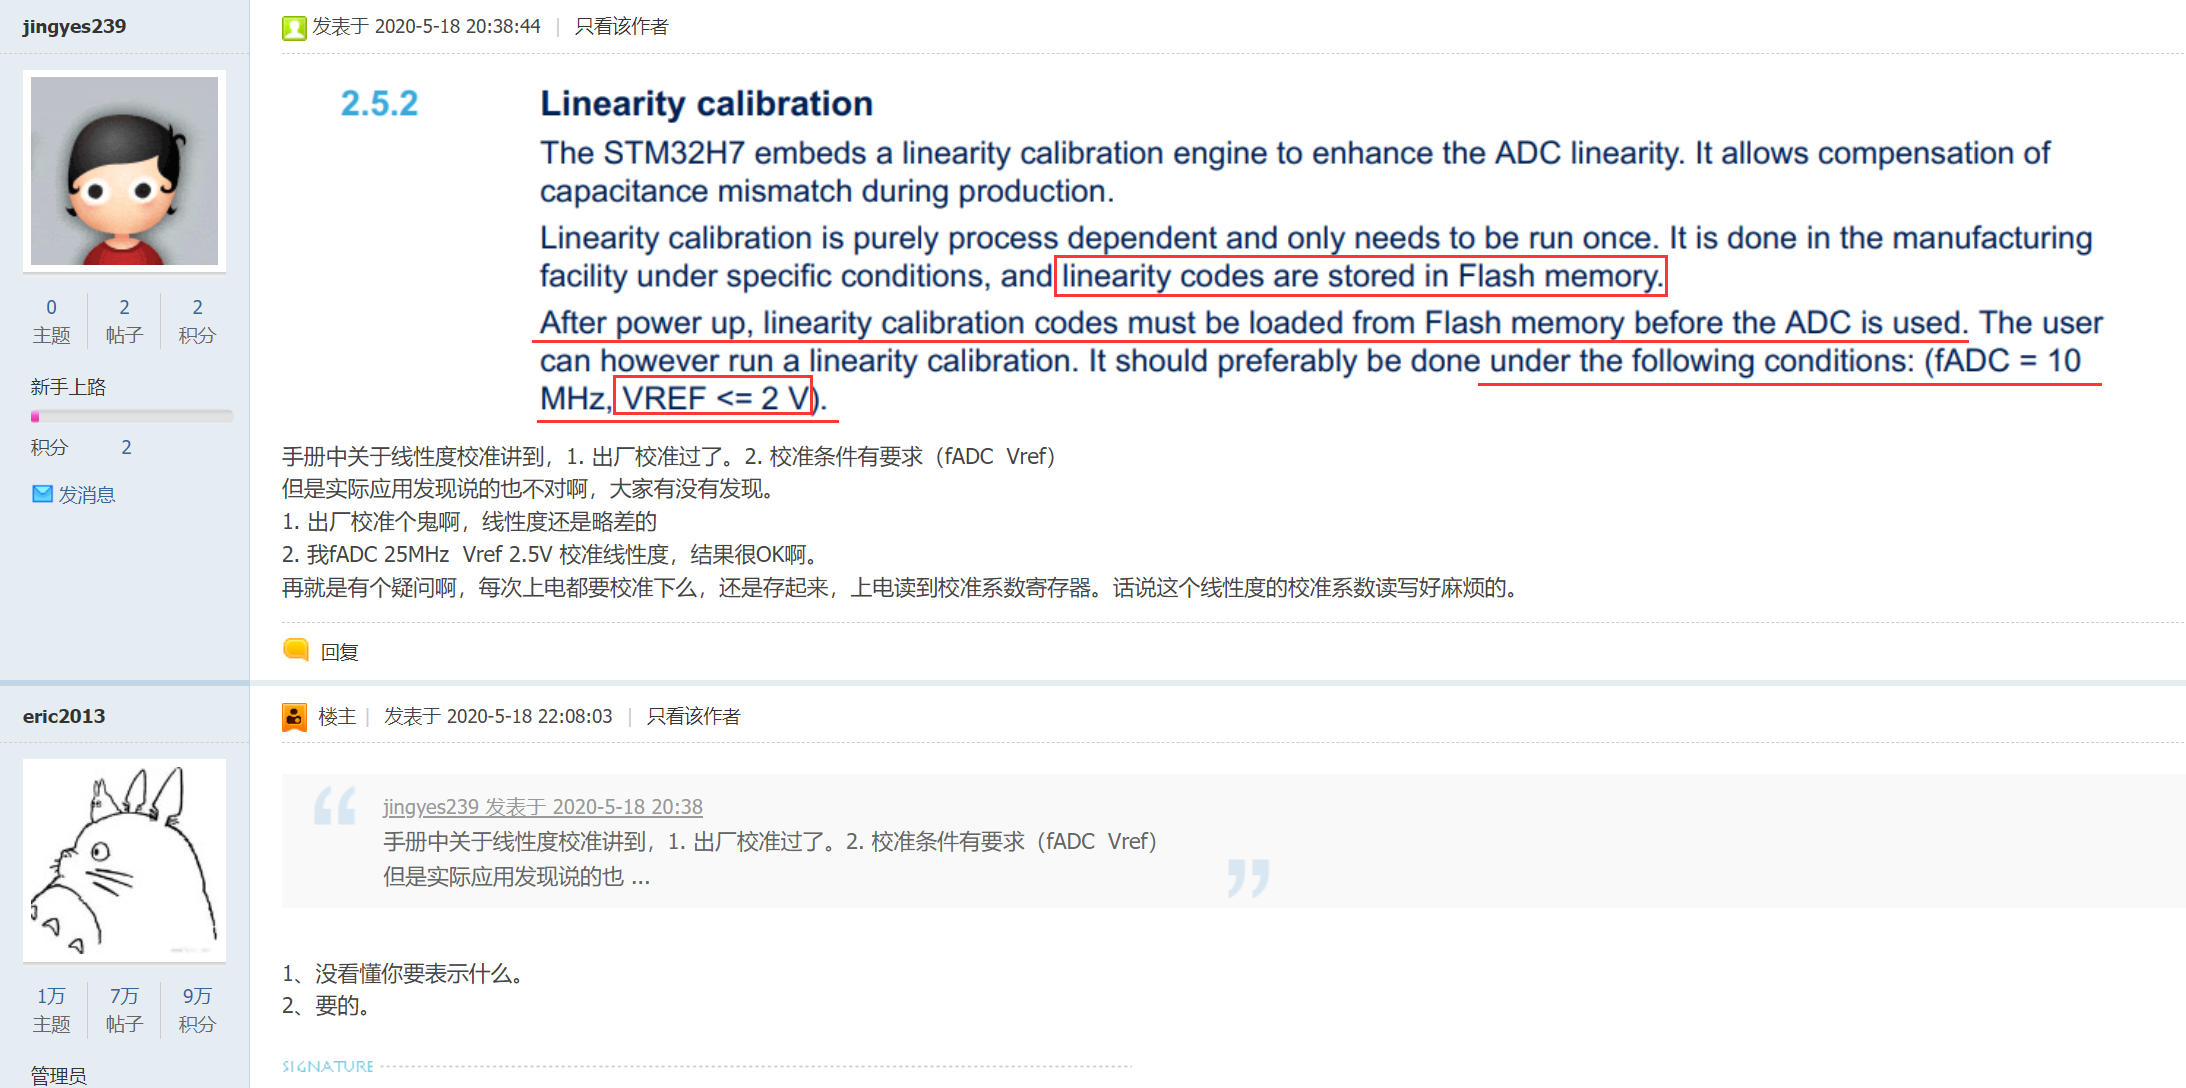 jingyes239
发表于 2020-5-18 20:38:44 | 只看该作者
2.5.2 Linearity calibration
The STM32H7 embeds a linearity calibration engine to enhance the ADC linearity. It allows compensation of
capacitance mismatch during production.
Linearity calibration is purely process dependent and only needs to be run once. It is done in the manufacturing
facility under specific conditions, and linearity codes are stored in Flash memory.
After power up, linearity calibration codes must be loaded from Flash memory before the ADC is used. The user
can however run a linearity calibration. It should preferably be done under the following conditions: (fADC = 10
MHz, VREF <= 2 V).
0 2 2
主题 帖子 积分
新手上路
积分 2
发消息
手册中关于线性度校准讲到，1. 出厂校准过了。2. 校准条件有要求（fADC  Vref）
但是实际应用发现说的也不对啊，大家有没有发现。
1. 出厂校准个鬼啊，线性度还是略差的
2. 我fADC 25MHz  Vref 2.5V 校准线性度，结果很OK啊。
再就是有个疑问啊，每次上电都要校准下么，还是存起来，上电读到校准系数寄存器。话说这个线性度的校准系数读写好麻烦的。
回复
eric2013
楼主 | 发表于 2020-5-18 22:08:03 | 只看该作者
jingyes239 发表于 2020-5-18 20:38
手册中关于线性度校准讲到，1. 出厂校准过了。2. 校准条件有要求（fADC  Vref）
但是实际应用发现说的也 ...
1万 7万 9万
主题 帖子 积分
管理员
1、没看懂你要表示什么。
2、要的。
SIGNATURE